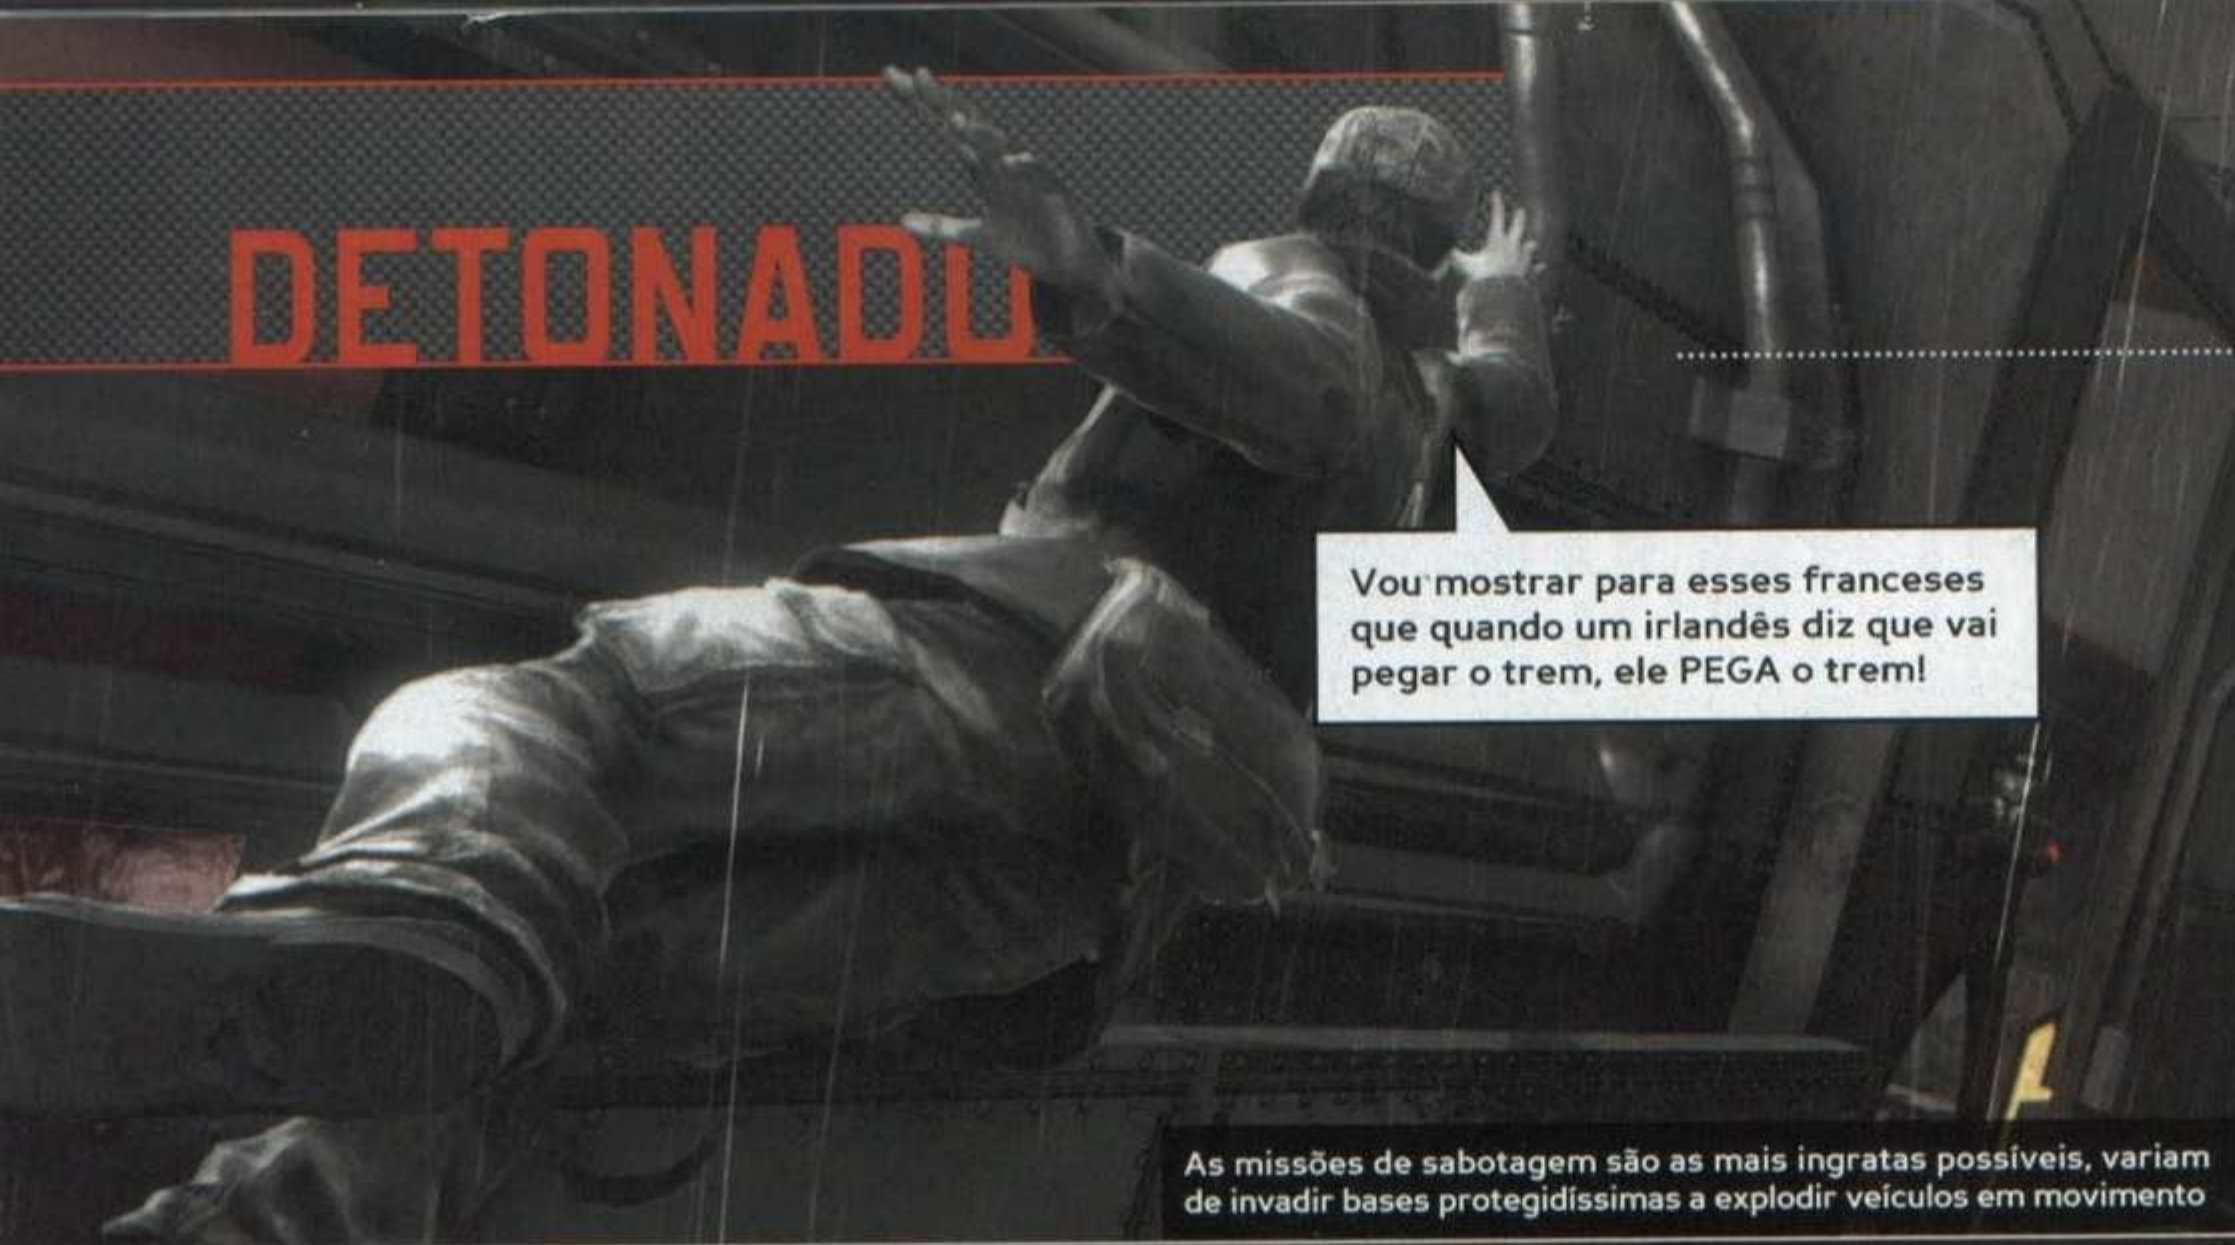 DETONADO
Vou mostrar para esses franceses
que quando um irlandês diz que vai
pegar o trem, ele PEGA o trem!
As missões de sabotagem são as mais ingratas possíveis, variam
de invadir bases protegidíssimas a explodir veículos em movimento